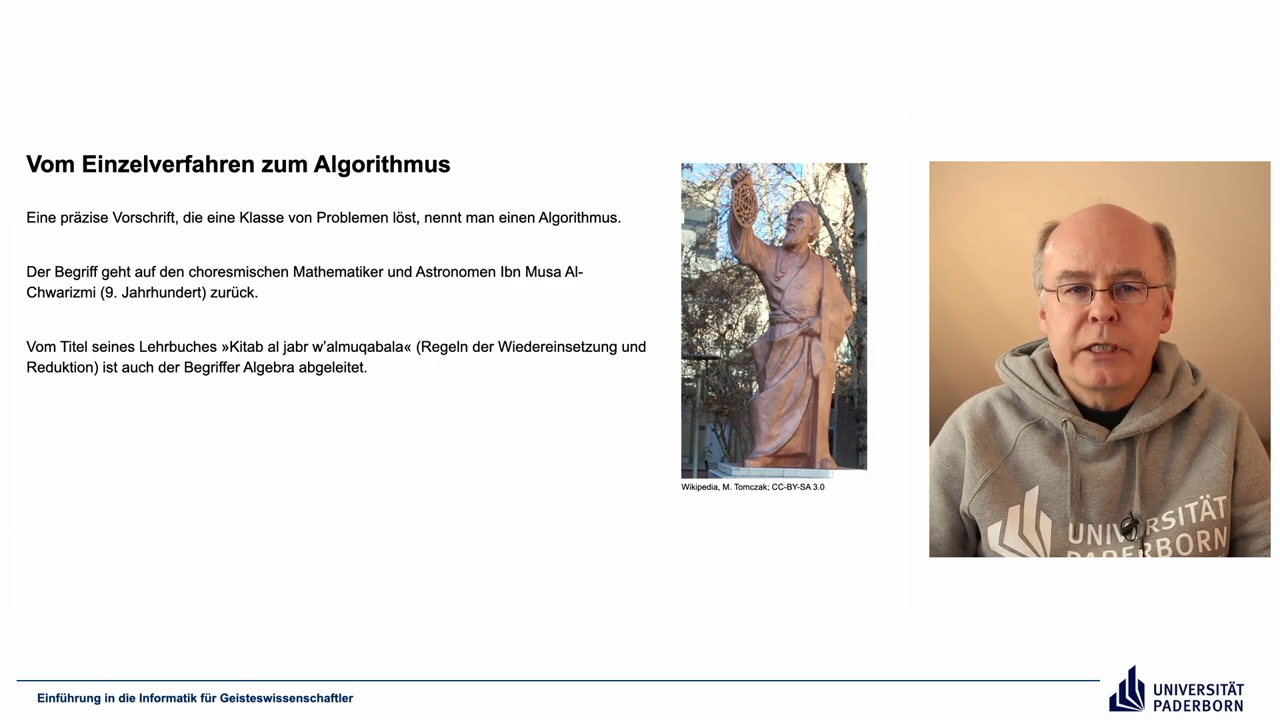 Vom Einzelverfahren zum Algorithmus
Eine präzise Vorschrift, die eine Klasse von Problemen löst, nennt man einen Algorithmus.
Der Begriff geht auf den choresmischen Mathematiker und Astronomen Ibn Musa Al-
Chwarizmi (9. Jahrhundert) zurück.
Vom Titel seines Lehrbuches »Kitab al jabr w’almuqabala« (Regeln der Wiedereinsetzung und
Reduktion) ist auch der Begriffer Algebra abgeleitet.
Wikipedia, M. Tomczak; CC-BY-SA 3.0
UNIVERSITÄT
PADERBORN
Einführung in die Informatik für Geisteswissenschaftler
UNIVERSITÄT
PADERBORN